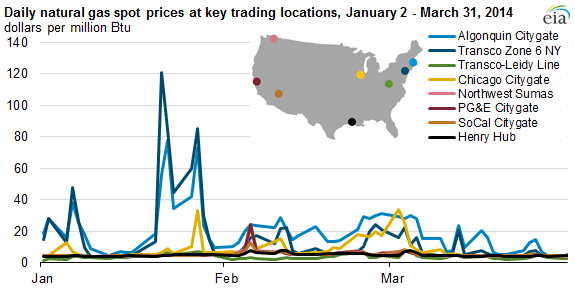 Daily natural gas spot prices at key trading locations, January 2 - March 31, 2014
dollars per million Btu
eia
140
120
100
80
60
40
20
0
Jan
Feb
Mar
Algonquin Citygate
Transco Zone 6 NY
Transco-Leidy Line
Chicago Citygate
Northwest Sumas
PG&E Citygate
SoCal Citygate
Henry Hub